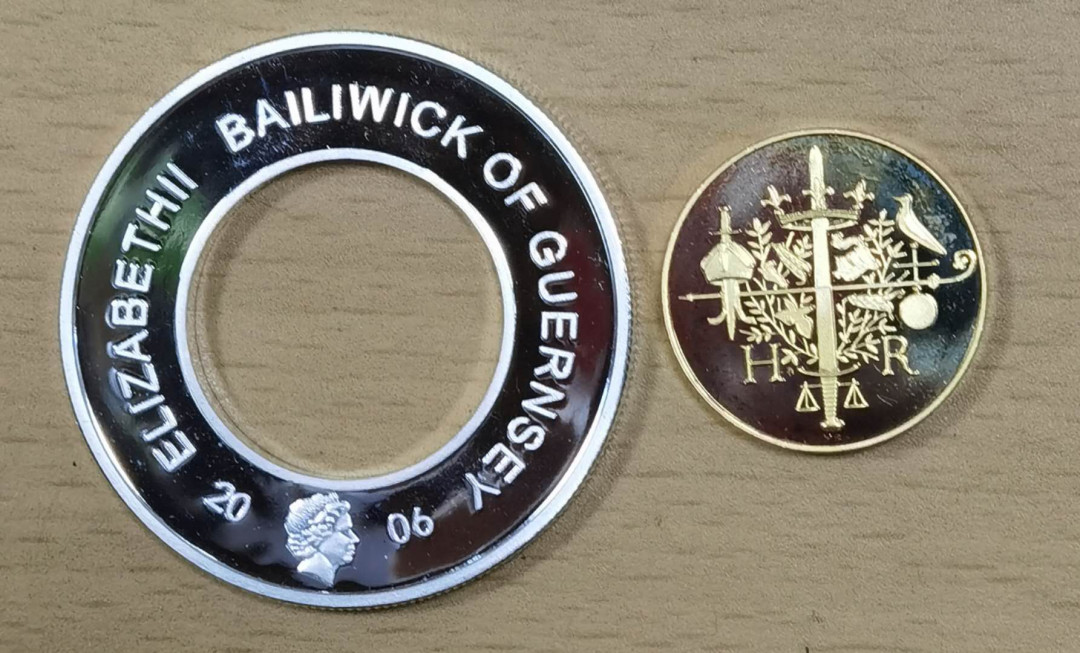 ELIZABETH II BAILIWICK OF GUERNSEY
20 06
H R